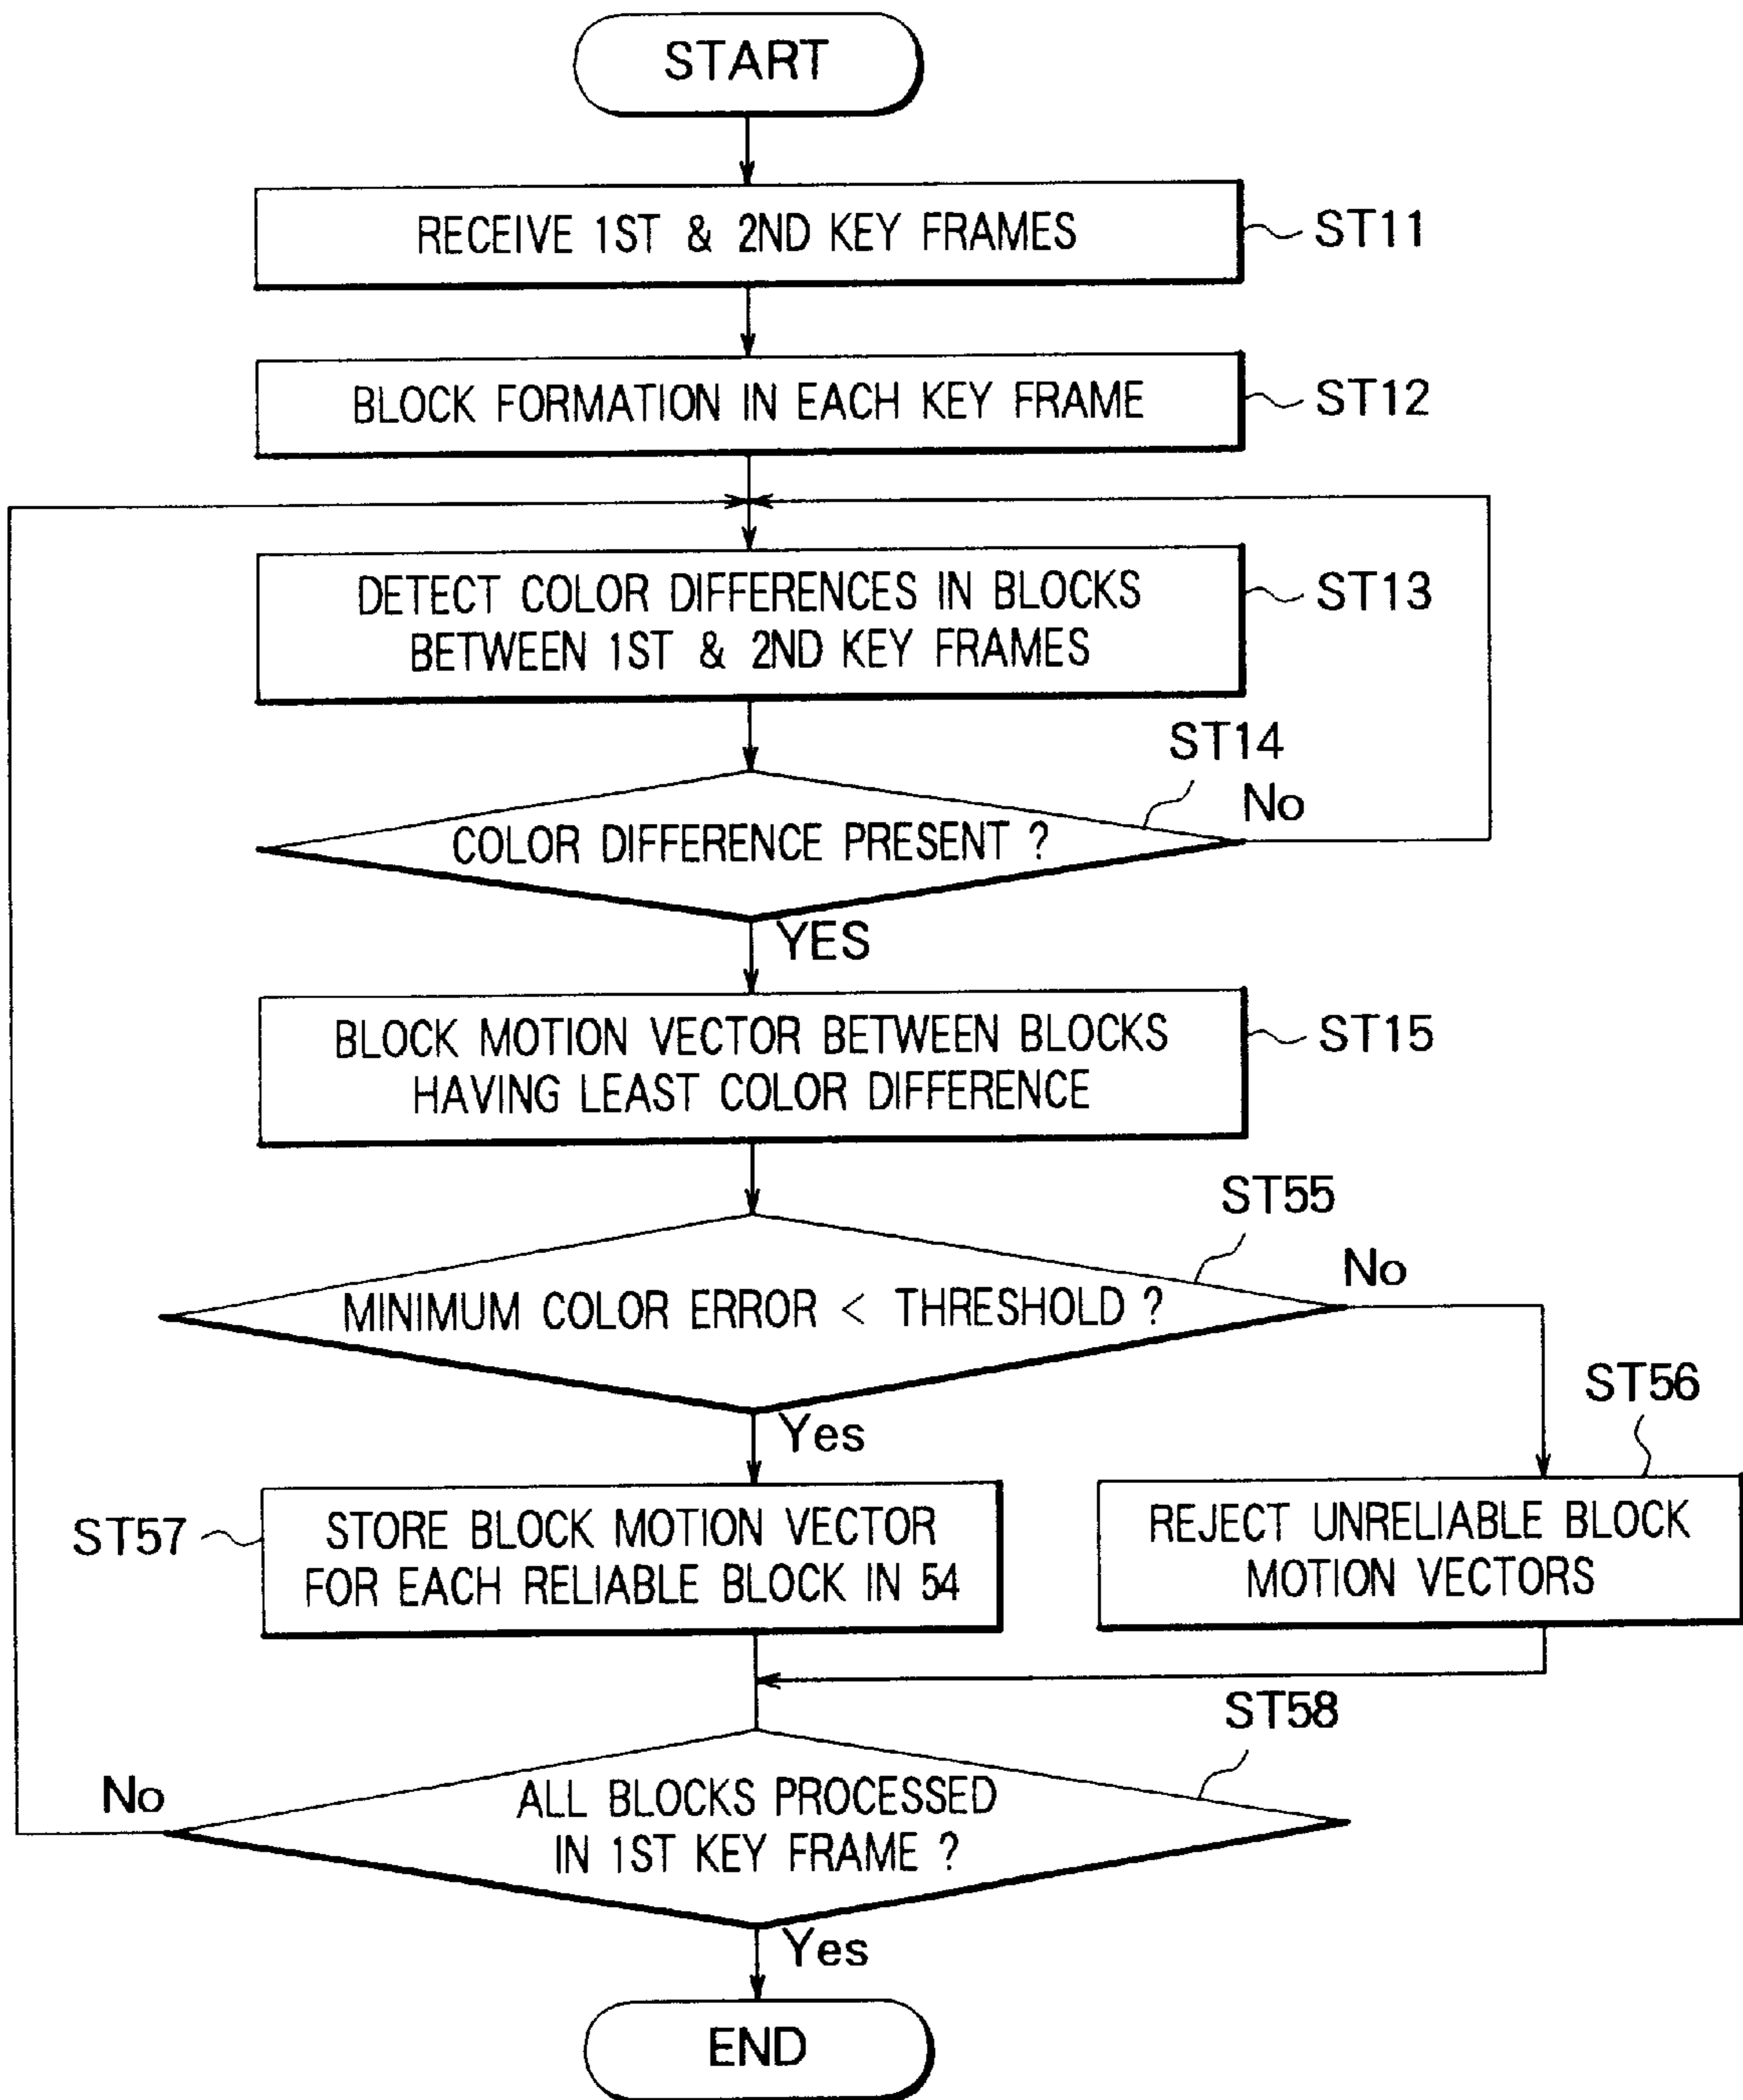 START
RECEIVE 1ST & 2ND KEY FRAMES
ST11
BLOCK FORMATION IN EACH KEY FRAME
ST12
DETECT COLOR DIFFERENCES IN BLOCKS
BETWEEN 1ST & 2ND KEY FRAMES
ST13
ST14
COLOR DIFFERENCE PRESENT ?
No
YES
BLOCK MOTION VECTOR BETWEEN BLOCKS
HAVING LEAST COLOR DIFFERENCE
ST15
ST55
MINIMUM COLOR ERROR < THRESHOLD ?
No
Yes
ST56
ST57
STORE BLOCK MOTION VECTOR
FOR EACH RELIABLE BLOCK IN 54
REJECT UNRELIABLE BLOCK
MOTION VECTORS
ST58
No
ALL BLOCKS PROCESSED
IN 1ST KEY FRAME ?
Yes
END